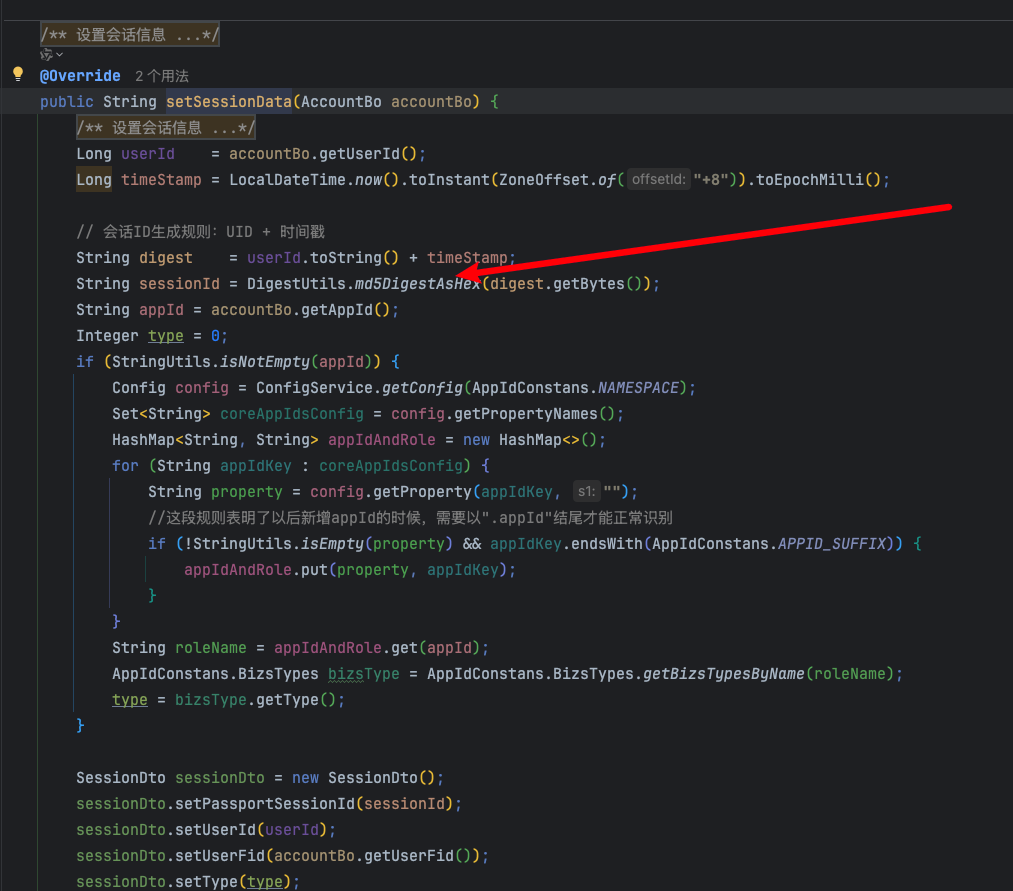 /** 设置会话信息 ...*/
@Override 2 个用法
public String setSessionData(AccountBo accountBo) {
/** 设置会话信息 ...*/
Long userId = accountBo.getUserId();
Long timeStamp = LocalDateTime.now().toInstant(ZoneOffset.of( offsetId: "+8")).toEpochMilli();
// 会话ID生成规则: UID + 时间戳
String digest = userId.toString() + timeStamp;
String sessionId = DigestUtils.md5DigestAsHex(digest.getBytes());
String appId = accountBo.getAppId();
Integer type = 0;
if (StringUtils.isNotEmpty(appId)) {
Config config = ConfigService.getConfig(AppIdConstans.NAMESPACE);
Set<String> coreAppIdsConfig = config.getPropertyNames();
HashMap<String, String> appIdAndRole = new HashMap<>();
for (String appIdKey : coreAppIdsConfig) {
String property = config.getProperty(appIdKey, s1: "");
//这段规则表明了以后新增appId的时候, 需要以".appId"结尾才能正常识别
if (!StringUtils.isEmpty(property) && appIdKey.endsWith(AppIdConstans.APPID_SUFFIX)) {
appIdAndRole.put(property, appIdKey);
}
}
String roleName = appIdAndRole.get(appId);
AppIdConstans.BizsTypes bizsType = AppIdConstans.BizsTypes.getBizsTypesByName(roleName);
type = bizsType.getType();
}
SessionDto sessionDto = new SessionDto();
sessionDto.setPassportSessionId(sessionId);
sessionDto.setUserId(userId);
sessionDto.setUserFid(accountBo.getUserFid());
sessionDto.setType(type);